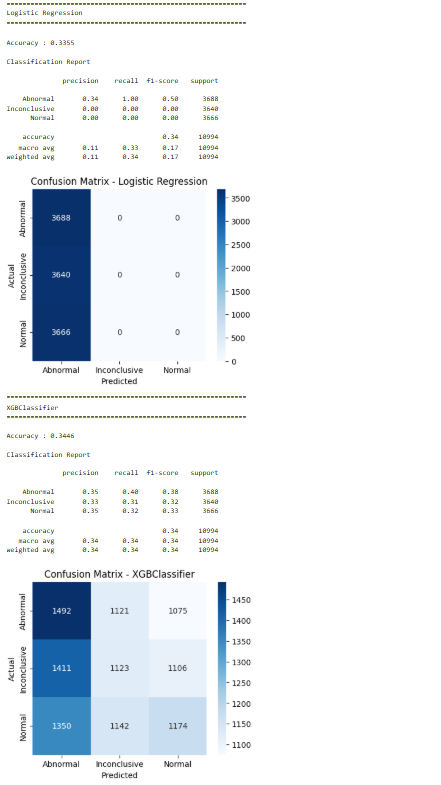 ================================================================
Logistic Regression
================================================================
Accuracy : 0.3355
Classification Report
precision recall f1-score support
Abnormal 0.34 1.00 0.50 3688
Inconclusive 0.00 0.00 0.00 3640
Normal 0.00 0.00 0.00 3666
accuracy 0.34 10994
macro avg 0.11 0.33 0.17 10994
weighted avg 0.11 0.34 0.17 10994
Confusion Matrix - Logistic Regression
Actual
Abnormal 3688 0 0
Inconclusive 3640 0 0
Normal 3666 0 0
Abnormal Inconclusive Normal
Predicted
3500
3000
2500
2000
1500
1000
500
0
================================================================
XGBClassifier
================================================================
Accuracy : 0.3446
Classification Report
precision recall f1-score support
Abnormal 0.35 0.40 0.38 3688
Inconclusive 0.33 0.31 0.32 3640
Normal 0.35 0.32 0.33 3666
accuracy 0.34 10994
macro avg 0.34 0.34 0.34 10994
weighted avg 0.34 0.34 0.34 10994
Confusion Matrix - XGBClassifier
Actual
Abnormal 1492 1121 1075
Inconclusive 1411 1123 1106
Normal 1350 1142 1174
Abnormal Inconclusive Normal
Predicted
1450
1400
1350
1300
1250
1200
1150
1100